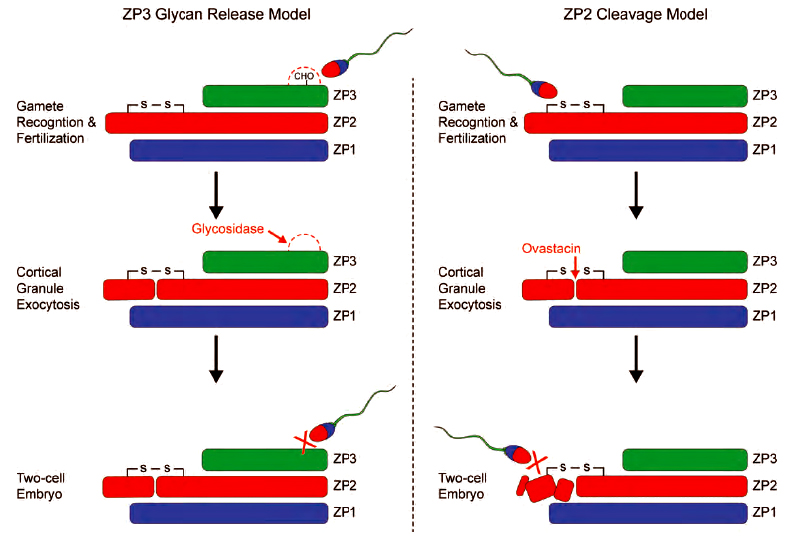 ZP3 Glycan Release Model
CHO
S S
ZP3
Gamete
Recogntion &
Fertilization
ZP2
ZP1
Glycosidase
S S
ZP3
Cortical
Granule
Exocytosis
ZP2
ZP1
S S
ZP3
Two-cell
Embryo
ZP2
ZP1
ZP2 Cleavage Model
S S
ZP3
Gamete
Recogntion &
Fertilization
ZP2
ZP1
Ovastacin
S S
ZP3
Cortical
Granule
Exocytosis
ZP2
ZP1
S S
ZP3
Two-cell
Embryo
ZP2
ZP1